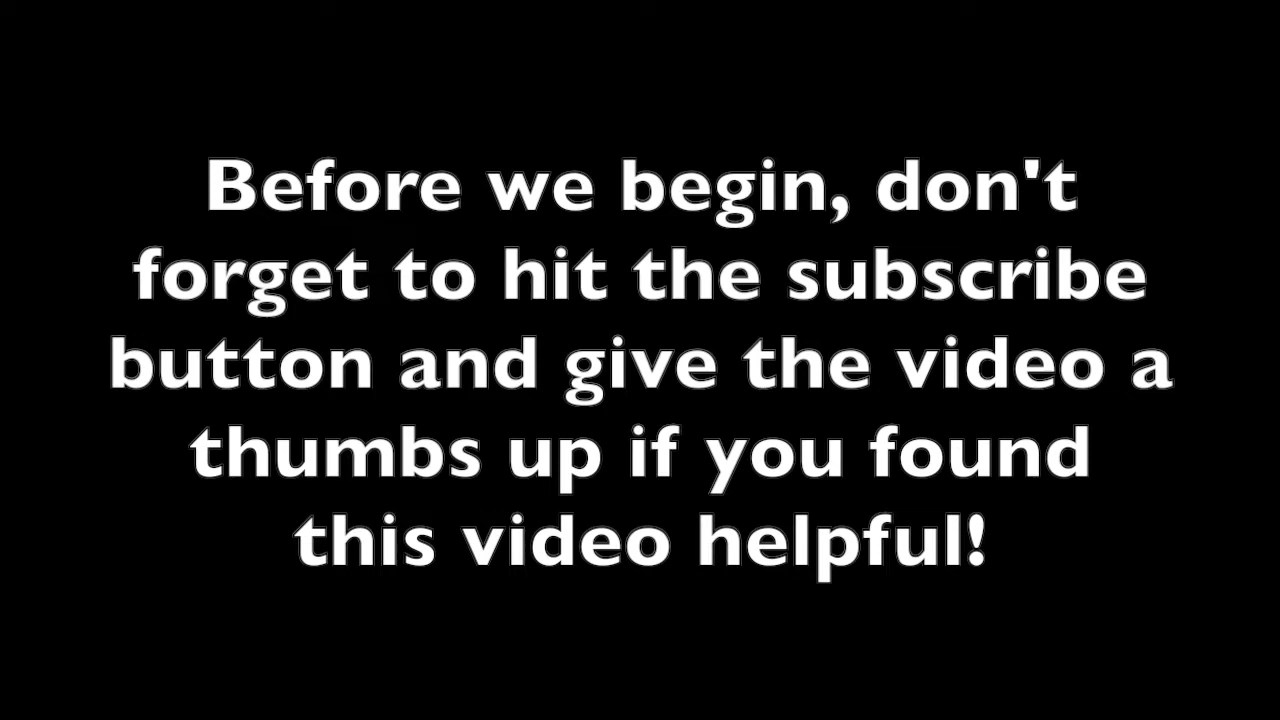 Before we begin, don't
forget to hit the subscribe
button and give the video a
thumbs up if you found
this video helpful!